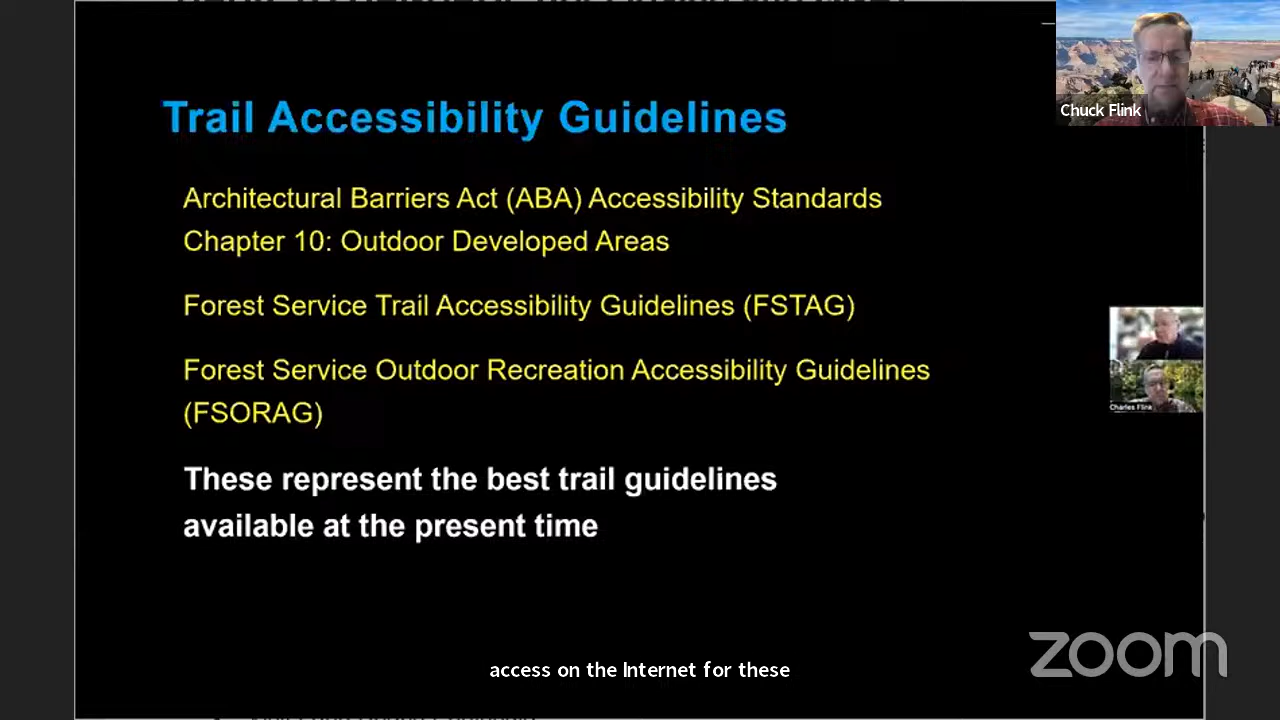 Trail Accessibility Guidelines
Chuck Flink
Architectural Barriers Act (ABA) Accessibility Standards
Chapter 10: Outdoor Developed Areas
Forest Service Trail Accessibility Guidelines (FSTAG)
Forest Service Outdoor Recreation Accessibility Guidelines
(FSORAG)
Charles Flink
These represent the best trail guidelines
available at the present time
access on the Internet for these
zoom